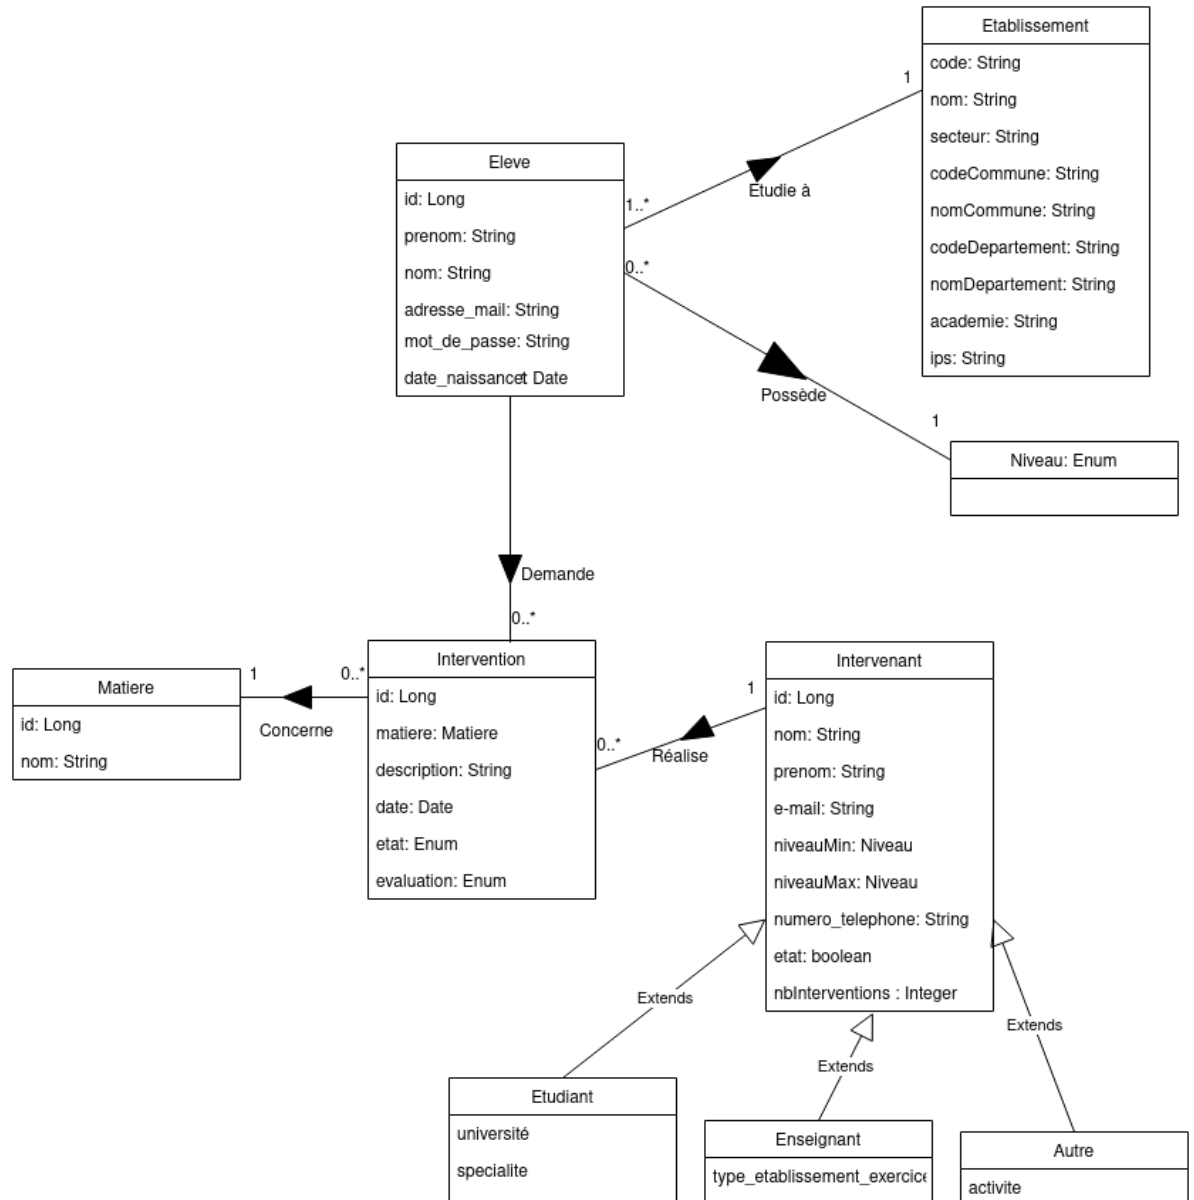 Etablissement
code: String
nom: String
secteur: String
codeCommune: String
nomCommune: String
codeDepartement: String
nomDepartement: String
academie: String
ips: String
1
Etudie à
1..*
Eleve
id: Long
prenom: String
nom: String
adresse_mail: String
mot_de_passe: String
date_naissance: Date
0..*
Possède
1
Niveau: Enum
Demande
0..*
Intervention
id: Long
matiere: Matiere
description: String
date: Date
etat: Enum
evaluation: Enum
0..*
Concerne
1
Matiere
id: Long
nom: String
0..*
Réalise
1
Intervenant
id: Long
nom: String
prenom: String
e-mail: String
niveauMin: Niveau
niveauMax: Niveau
numero_telephone: String
etat: boolean
nbInterventions : Integer
Extends
Extends
Extends
Etudiant
université
specialite
Enseignant
type_etablissement_exercice
Autre
activite